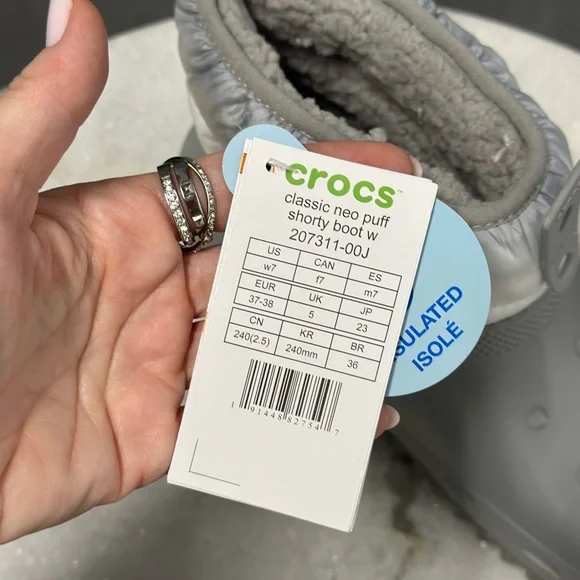 crocs™
classic neo puff
shorty boot w
207311-00J
US CAN ES
w7 f7 m7
EUR UK JP
37-38 5 23
CN KR BR
240(2.5) 240mm 36
1 91448 82754 7
SULATED
ISOLÉ